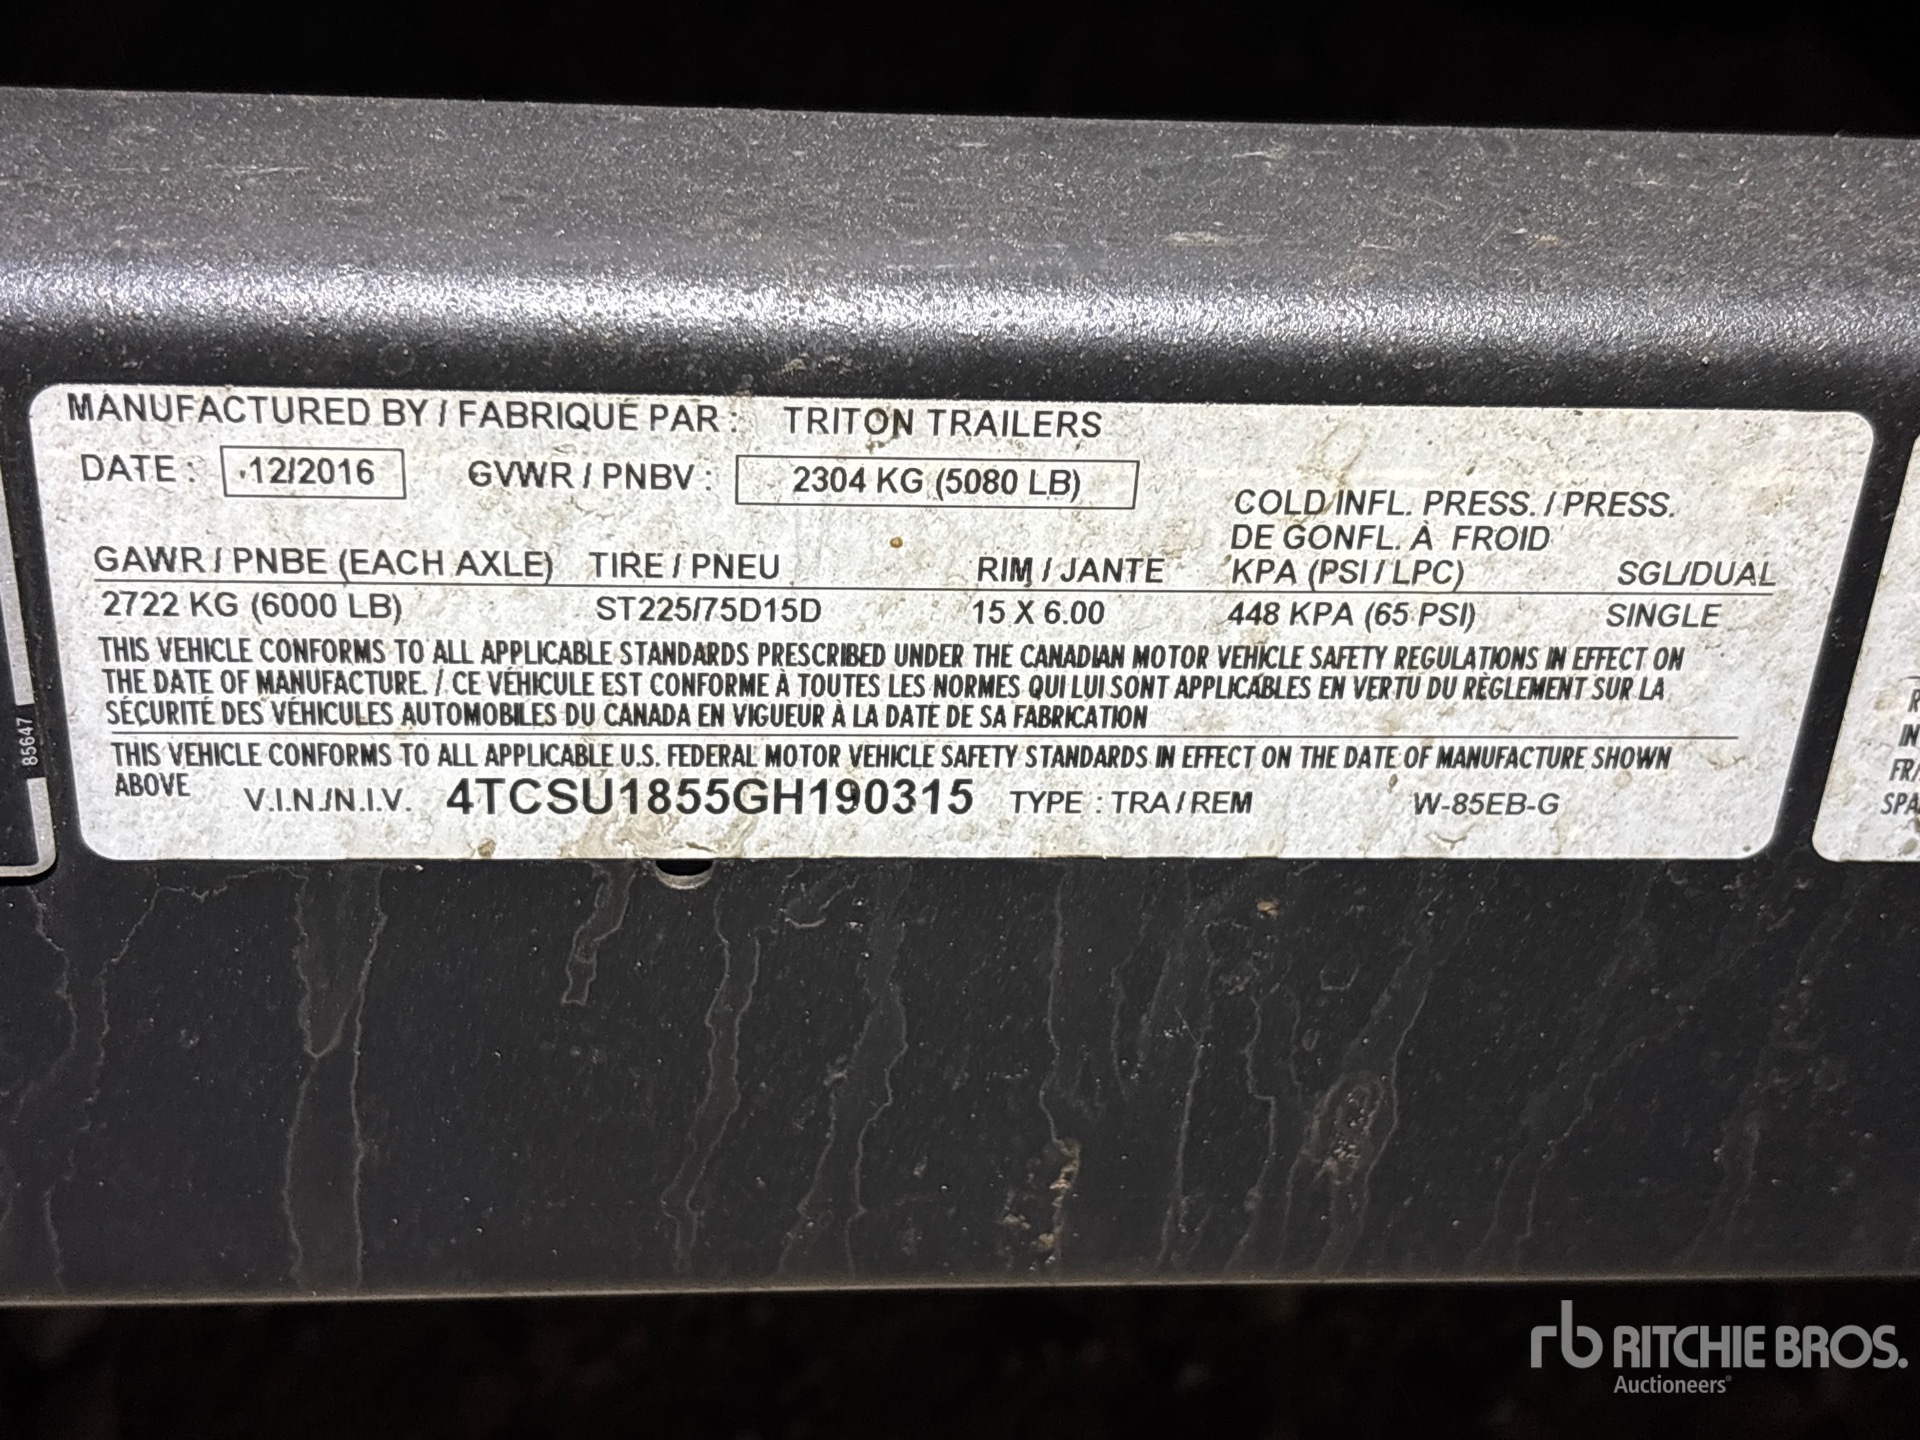 MANUFACTURED BY / FABRIQUÉ PAR : TRITON TRAILERS
DATE : 12/2016 GVWR / PNBV : 2304 KG (5080 LB)
COLD INFL. PRESS. / PRESS.
DE GONFL. À FROID
GAWR / PNBE (EACH AXLE) TIRE / PNEU RIM / JANTE KPA (PSI / LPC) SGL/DUAL
2722 KG (6000 LB) ST225/75D15D 15 X 6.00 448 KPA (65 PSI) SINGLE
THIS VEHICLE CONFORMS TO ALL APPLICABLE STANDARDS PRESCRIBED UNDER THE CANADIAN MOTOR VEHICLE SAFETY REGULATIONS IN EFFECT ON
THE DATE OF MANUFACTURE. / CE VÉHICULE EST CONFORME À TOUTES LES NORMES QUI LUI SONT APPLICABLES EN VERTU DU RÈGLEMENT SUR LA
SÉCURITÉ DES VÉHICULES AUTOMOBILES DU CANADA EN VIGUEUR À LA DATE DE SA FABRICATION
THIS VEHICLE CONFORMS TO ALL APPLICABLE U.S. FEDERAL MOTOR VEHICLE SAFETY STANDARDS IN EFFECT ON THE DATE OF MANUFACTURE SHOWN
ABOVE V.I.N./N.I.V. 4TCSU1855GH190315 TYPE : TRA / REM W-85EB-G
85647
rb RITCHIE BROS.
Auctioneers